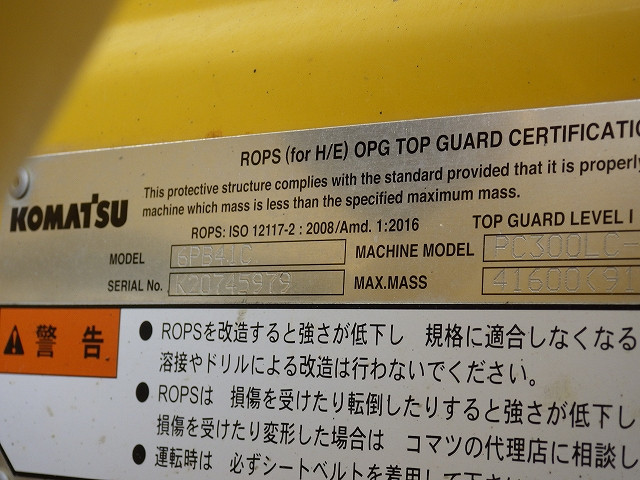 ROPS (for H/E) OPG TOP GUARD CERTIFICATIO
This protective structure complies with the standard provided that it is properly
machine which mass is less than the specified maximum mass.
KOMATSU
ROPS: ISO 12117-2 : 2008/Amd. 1:2016
TOP GUARD LEVEL I
MODEL 6PB41C MACHINE MODEL PC300LC-
SERIAL No. K20745979 MAX.MASS 41600(91
警告
● ROPSを改造すると強さが低下し 規格に適合しなくなる
溶接やドリルによる改造は行わないでください。
● ROPSは 損傷を受けたり転倒したりすると強さが低下し
損傷を受けたり変形した場合は コマツの代理店に相談し
● 運転時は 必ずシートベルトを着用して下さい